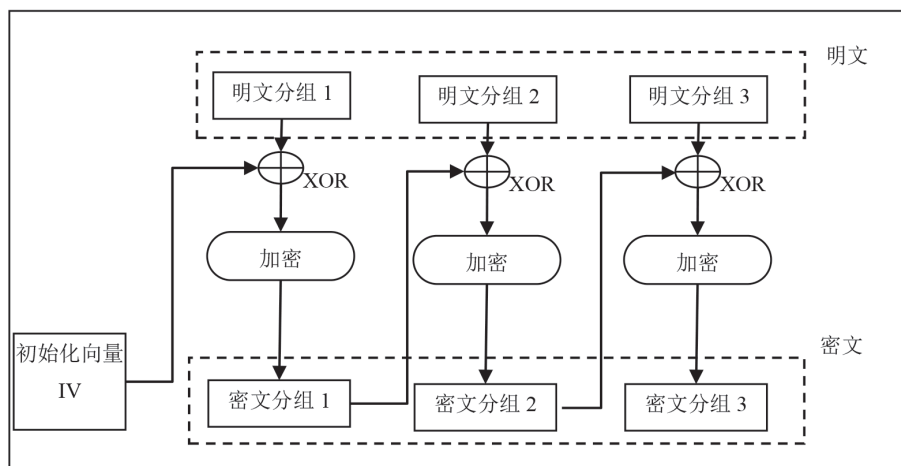 明文
明文分组 1
明文分组 2
明文分组 3
XOR
XOR
XOR
加密
加密
加密
初始化向量
IV
密文
密文分组 1
密文分组 2
密文分组 3